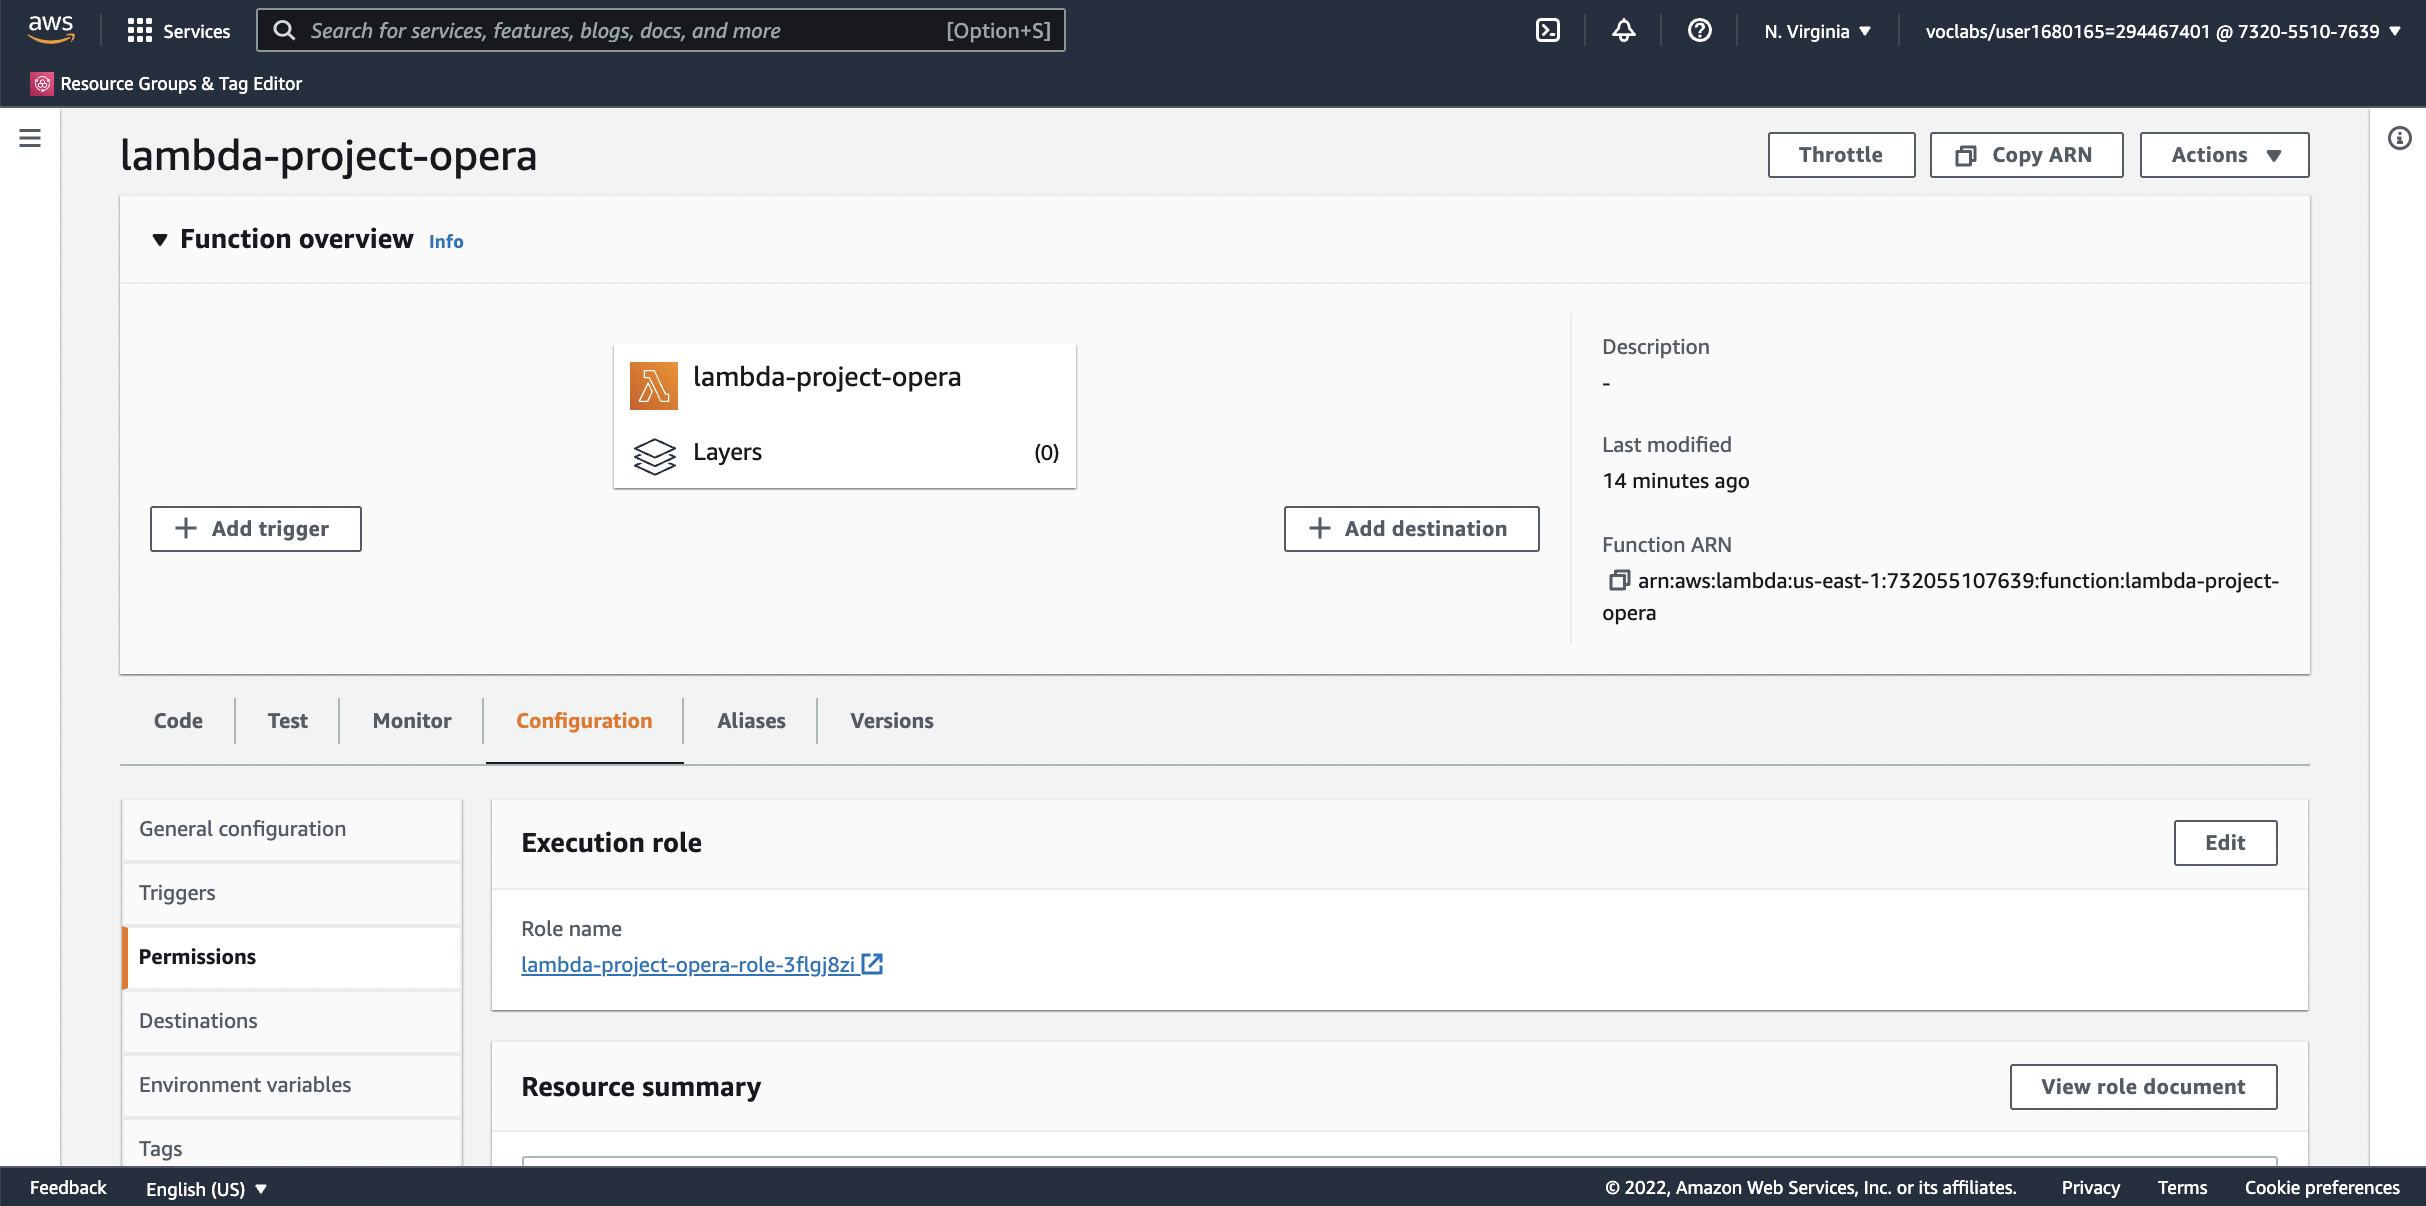 aws
Services
Search for services, features, blogs, docs, and more
[Option+S]
N. Virginia
voclabs/user1680165=294467401 @ 7320-5510-7639
Resource Groups & Tag Editor
lambda-project-opera
Throttle
Copy ARN
Actions
Function overview
Info
lambda-project-opera
Layers
(0)
Add trigger
Add destination
Description
-
Last modified
14 minutes ago
Function ARN
arn:aws:lambda:us-east-1:732055107639:function:lambda-project-
opera
Code
Test
Monitor
Configuration
Aliases
Versions
General configuration
Triggers
Permissions
Destinations
Environment variables
Tags
Execution role
Edit
Role name
lambda-project-opera-role-3flgj8zi
Resource summary
View role document
Feedback
English (US)
© 2022, Amazon Web Services, Inc. or its affiliates.
Privacy
Terms
Cookie preferences